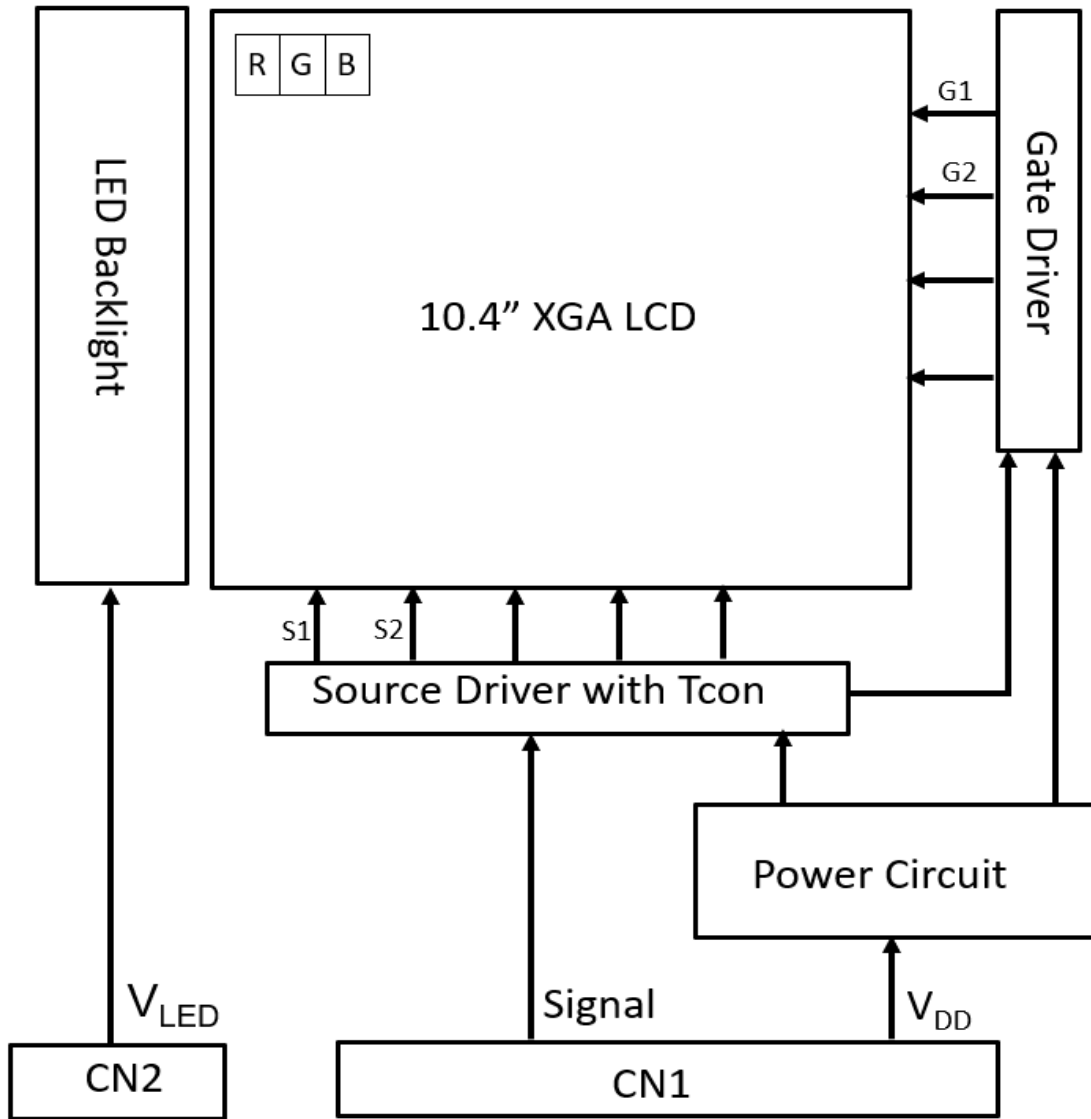 R G B
G1
LED Backlight
Gate Driver
G2
10.4” XGA LCD
S1 S2
Source Driver with Tcon
Power Circuit
VLED
Signal
VDD
CN2
CN1